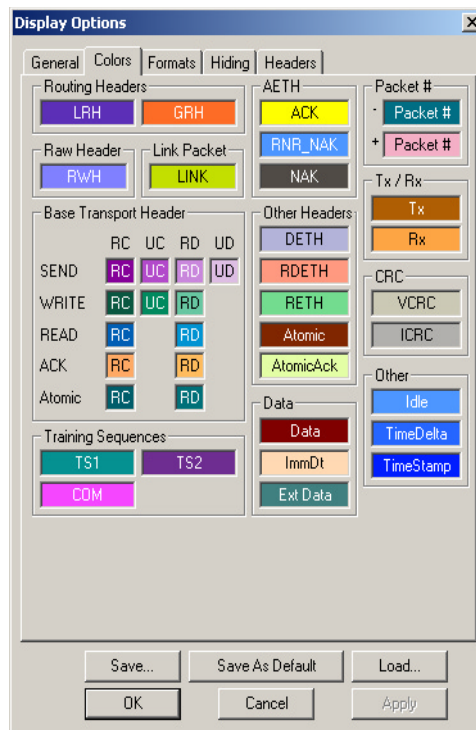 Display Options
General Colors Formats Hiding Headers
Routing Headers
LRH GRH
Raw Header
RWH
Link Packet
LINK
Base Transport Header
RC UC RD UD
SEND RC UC RD UD
WRITE RC UC RD
READ RC RD
ACK RC RD
Atomic RC RD
Training Sequences
TS1 TS2
COM
AETH
ACK
RNR_NAK
NAK
Other Headers
DETH
RDETH
RETH
Atomic
AtomicAck
Data
Data
ImmDt
Ext Data
Packet #
- Packet #
+ Packet #
Tx / Rx
Tx
Rx
CRC
VCRC
ICRC
Other
Idle
TimeDelta
TimeStamp
Save... Save As Default Load...
OK Cancel Apply